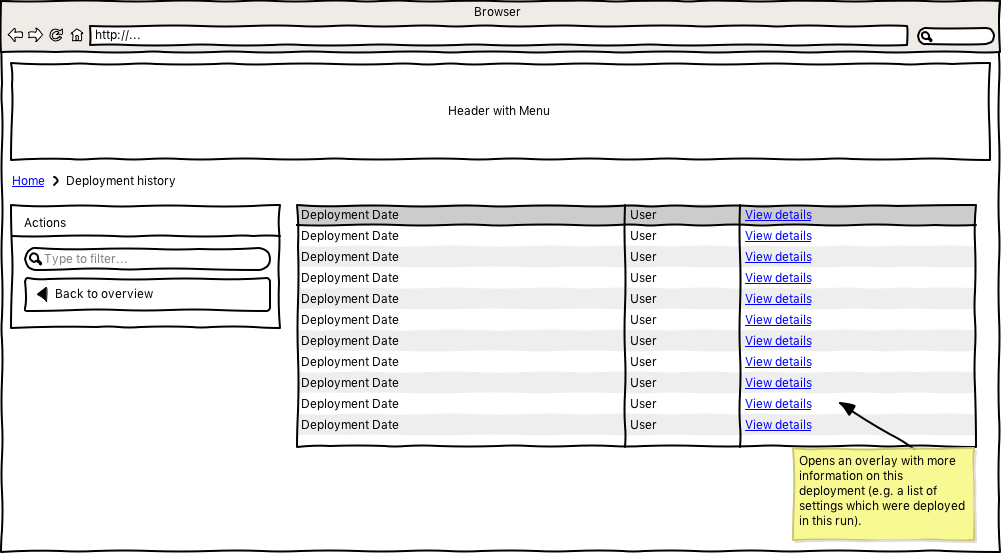 Browser
http://...
Header with Menu
Home Deployment history
Actions
Type to filter...
Back to overview
Deployment Date User View details
Deployment Date User View details
Deployment Date User View details
Deployment Date User View details
Deployment Date User View details
Deployment Date User View details
Deployment Date User View details
Deployment Date User View details
Deployment Date User View details
Deployment Date User View details
Deployment Date User View details
Opens an overlay with more
information on this
deployment (e.g. a list of
settings which were deployed
in this run).